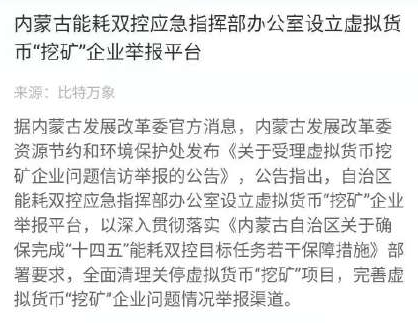 内蒙古能耗双控应急指挥部办公室设立虚拟货
币“挖矿”企业举报平台
来源：比特万象
据内蒙古发展改革委官方消息，内蒙古发展改革委
资源节约和环境保护处发布《关于受理虚拟货币挖
矿企业问题信访举报的公告》，公告指出，自治区
能耗双控应急指挥部办公室设立虚拟货币“挖矿”企业
举报平台，以深入贯彻落实《内蒙古自治区关于确
保完成“十四五”能耗双控目标任务若干保障措施》部
署要求，全面清理关停虚拟货币“挖矿”项目，完善虚
拟货币“挖矿”企业问题情况举报渠道。